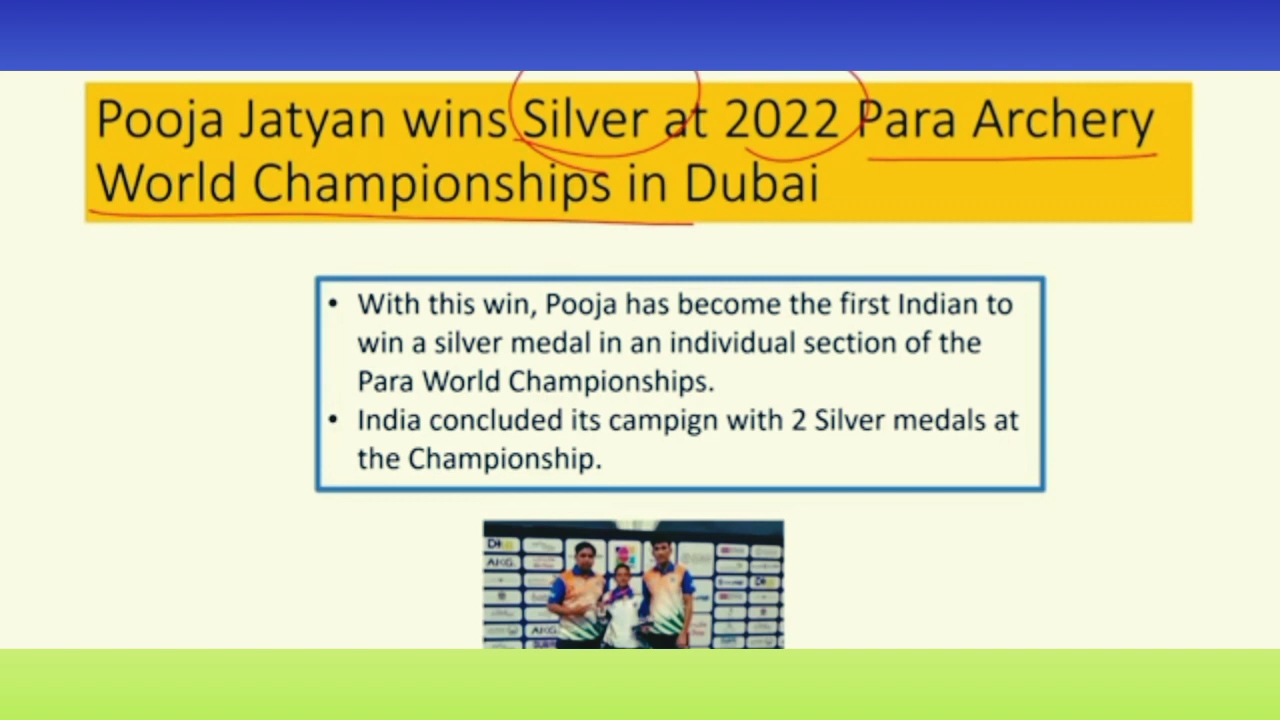 Pooja Jatyan wins Silver at 2022 Para Archery
World Championships in Dubai
• With this win, Pooja has become the first Indian to
win a silver medal in an individual section of the
Para World Championships.
• India concluded its campign with 2 Silver medals at
the Championship.
AKG
AKG